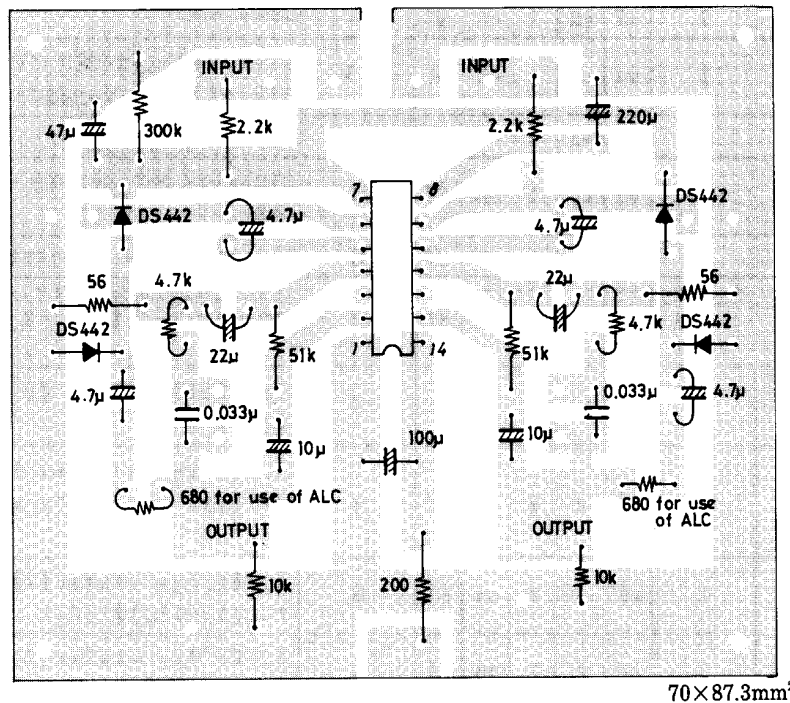 INPUT
INPUT
47μ
300k
2.2k
2.2k
220μ
7
8
DS442
4.7μ
4.7μ
DS442
56
4.7k
22μ
56
DS442
22μ
51k
1
14
51k
4.7k
DS442
4.7μ
0.033μ
10μ
100μ
10μ
0.033μ
4.7μ
680 for use of ALC
680 for use
of ALC
OUTPUT
OUTPUT
10k
200
10k
70×87.3mm²